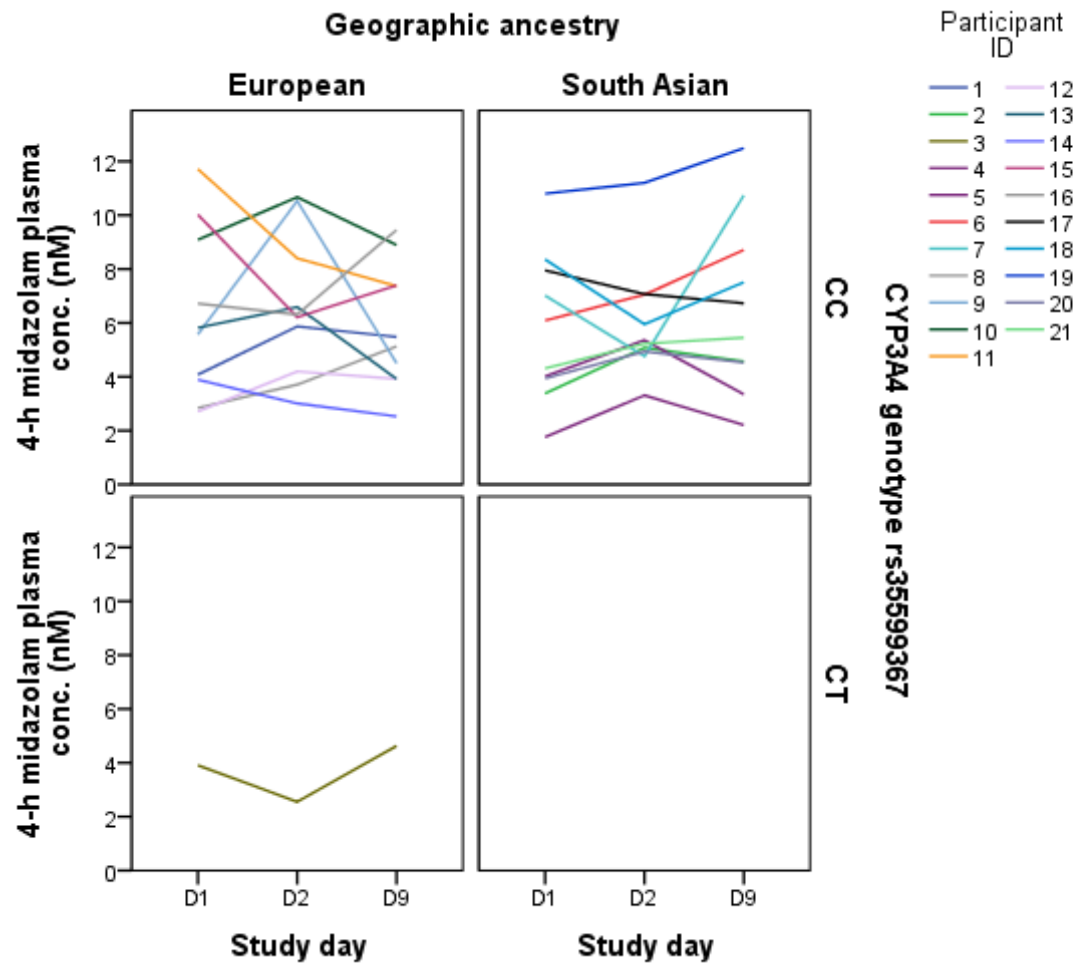 Geographic ancestry
European
South Asian
Participant
ID
1
2
3
4
5
6
7
8
9
10
11
12
13
14
15
16
17
18
19
20
21
4-h midazolam plasma
conc. (nM)
12
10
8
6
4
2
0
CC
4-h midazolam plasma
conc. (nM)
12
10
8
6
4
2
0
CT
CYP3A4 genotype rs35599367
D1
D2
D9
D1
D2
D9
Study day
Study day